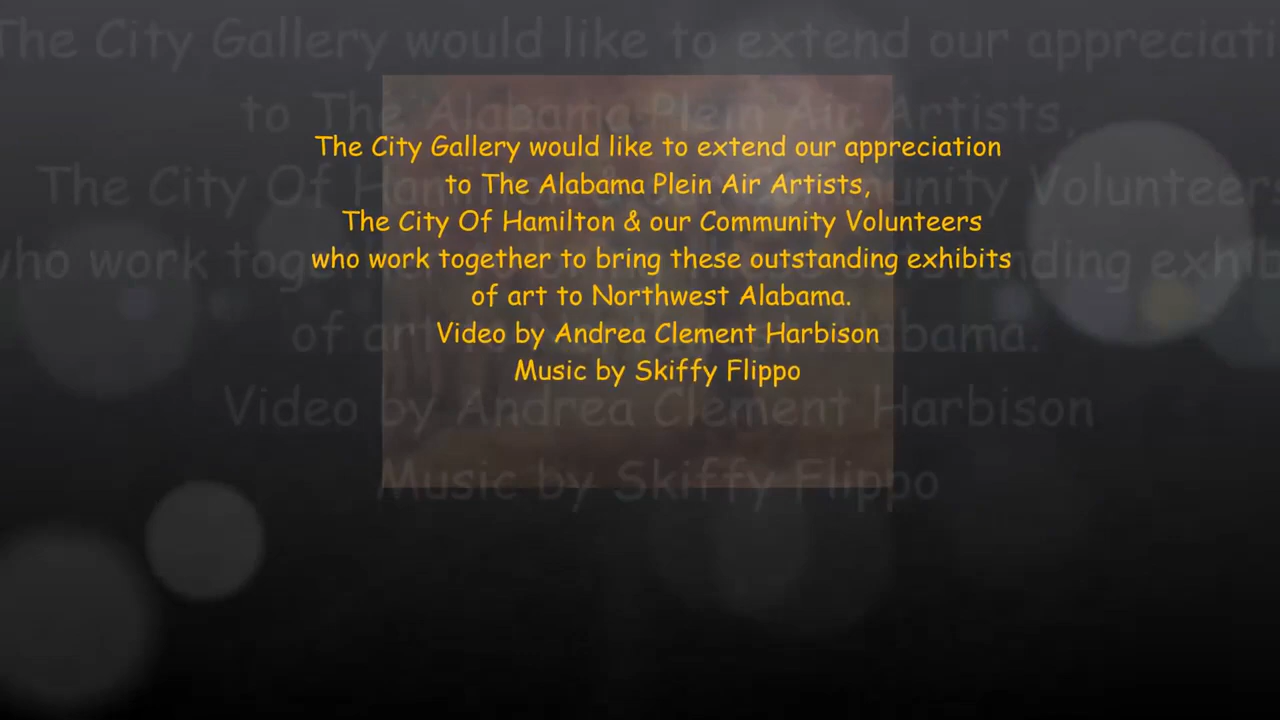 The City Gallery would like to extend our appreciation
to The Alabama Plein Air Artists,
The City Of Hamilton & our Community Volunteers
who work together to bring these outstanding exhibits
of art to Northwest Alabama.
Video by Andrea Clement Harbison
Music by Skiffy Flippo